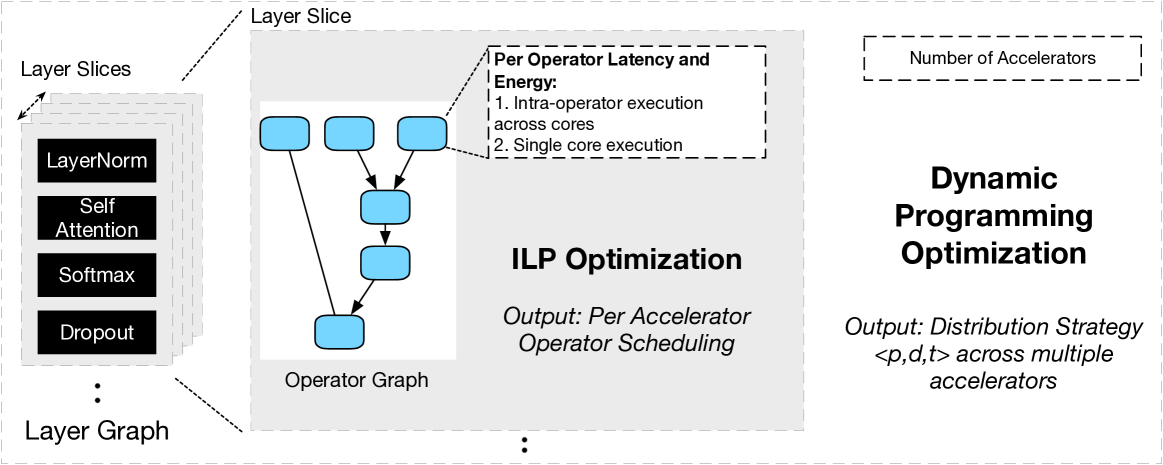 Layer Slices
LayerNorm
Self
Attention
Softmax
Dropout
Layer Graph
Layer Slice
Per Operator Latency and
Energy:
1. Intra-operator execution
across cores
2. Single core execution
ILP Optimization
Output: Per Accelerator
Operator Scheduling
Operator Graph
Number of Accelerators
Dynamic
Programming
Optimization
Output: Distribution Strategy
<p,d,t> across multiple
accelerators